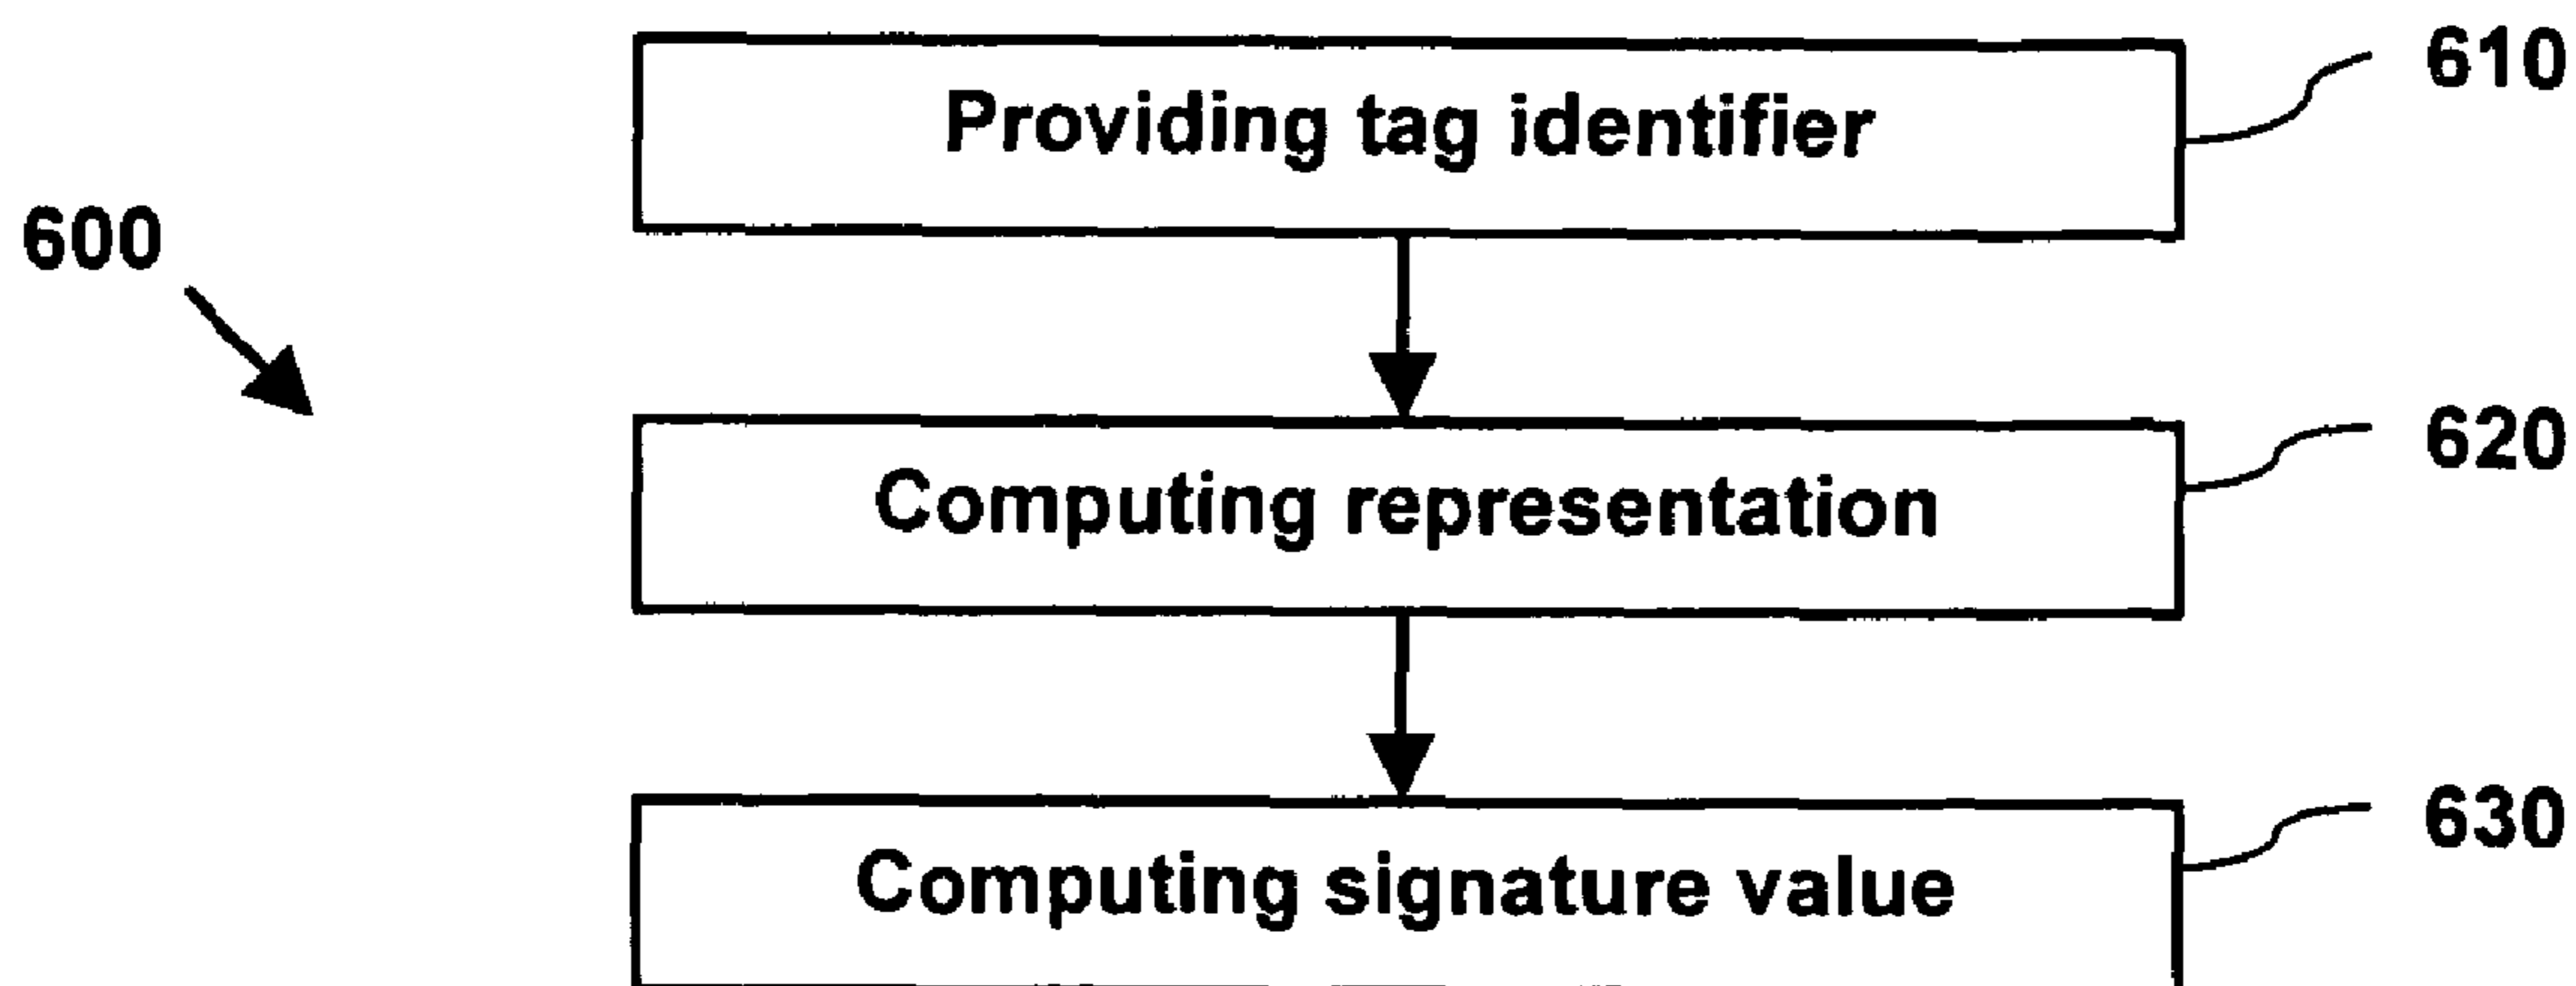 610
Providing tag identifier
600
620
Computing representation
630
Computing signature value